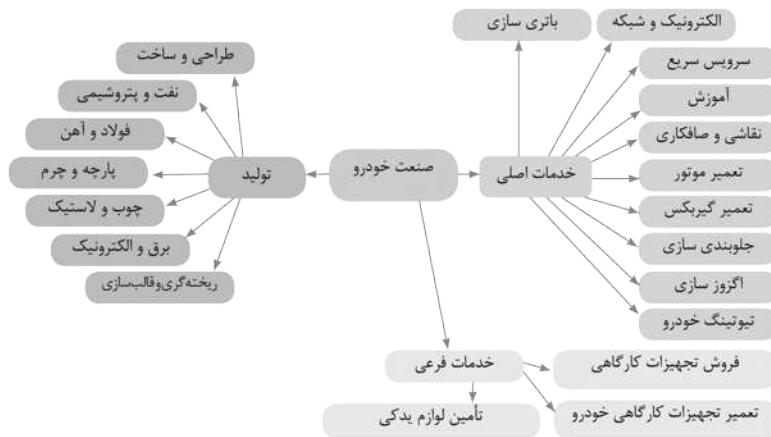 صنعت خودرو
خدمات اصلی
باتری سازی
الکترونیک و شبکه
سرویس سریع
آموزش
نقاشی و صافکاری
تعمیر موتور
تعمیر گیربکس
جلوبندی سازی
اگزوز سازی
تیوتینگ خودرو
تولید
طراحی و ساخت
نفت و پتروشیمی
فولاد و آهن
پارچه و چرم
چوب و لاستیک
برق و الکترونیک
ریخته‌گری و قالب‌سازی
خدمات فرعی
فروش تجهیزات کارگاهی
تعمیر تجهیزات کارگاهی خودرو
تأمین لوازم یدکی